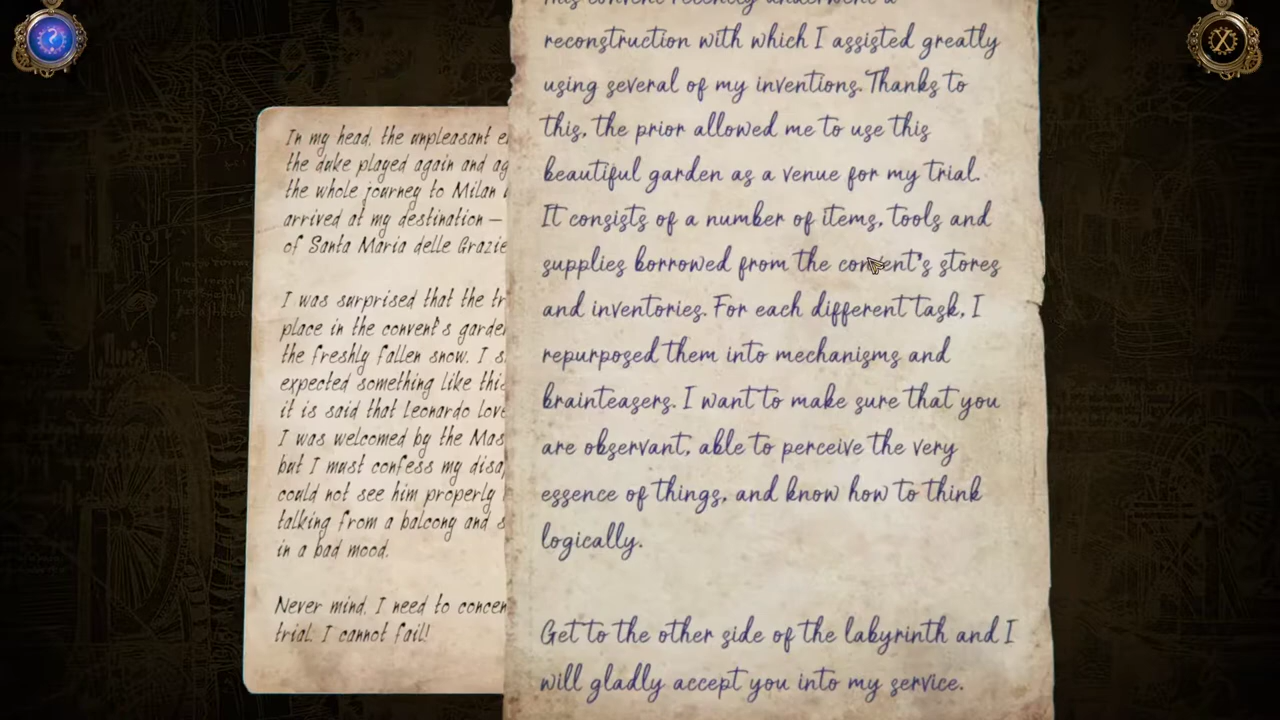 In my head, the unpleasant
the duke played again and
the whole journey to Milan
arrived at my destination –
of Santa Maria delle Grazie
I was surprised that the
place in the convent's
the freshly fallen snow. I
expected something like
it is said that Leonardo
I was welcomed by the
but I must confess my
could not see him properly
talking from a balcony and
in a bad mood.
Never mind, I need to
trial. I cannot fail!
This convent recently underwent a
reconstruction with which I assisted greatly
using several of my inventions. Thanks to
this, the prior allowed me to use this
beautiful garden as a venue for my trial.
It consists of a number of items, tools and
supplies borrowed from the convent's stores
and inventories. For each different task, I
repurposed them into mechanisms and
brainteasers. I want to make sure that you
are observant, able to perceive the very
essence of things, and know how to think
logically.
Get to the other side of the labyrinth and I
will gladly accept you into my service.